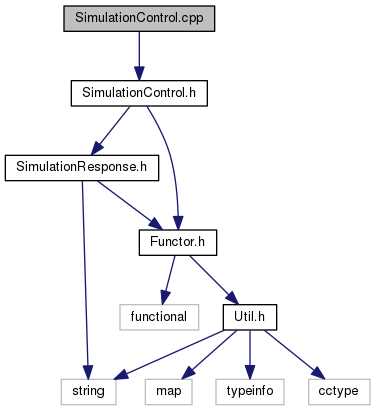 SimulationControl.cpp
SimulationControl.h
SimulationResponse.h
Functor.h
functional
Util.h
string
map
typeinfo
cctype